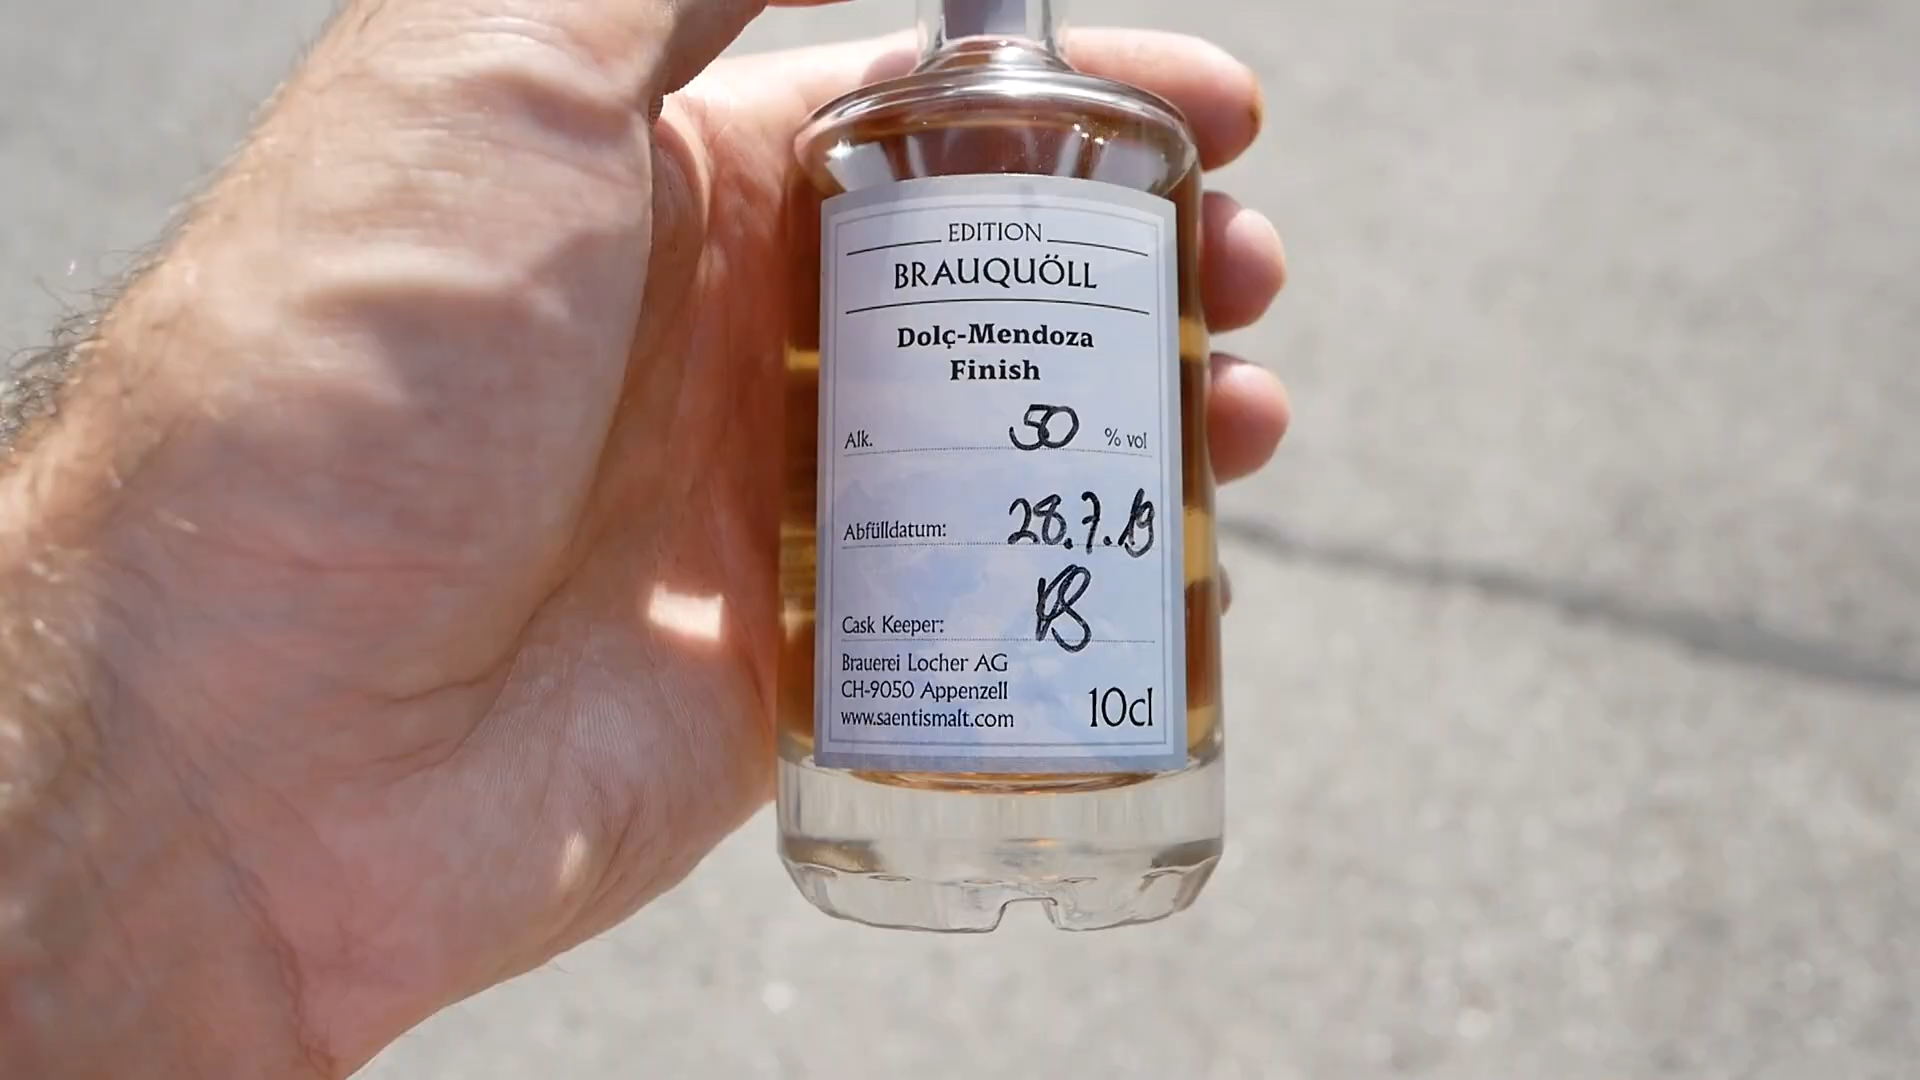 EDITION
BRAUQUÖLL
Dolç-Mendoza
Finish
Alk. 50 % vol
Abfülldatum: 28.7.19
Cask Keeper:
Brauerei Locher AG
CH-9050 Appenzell
www.saentismalt.com
10cl